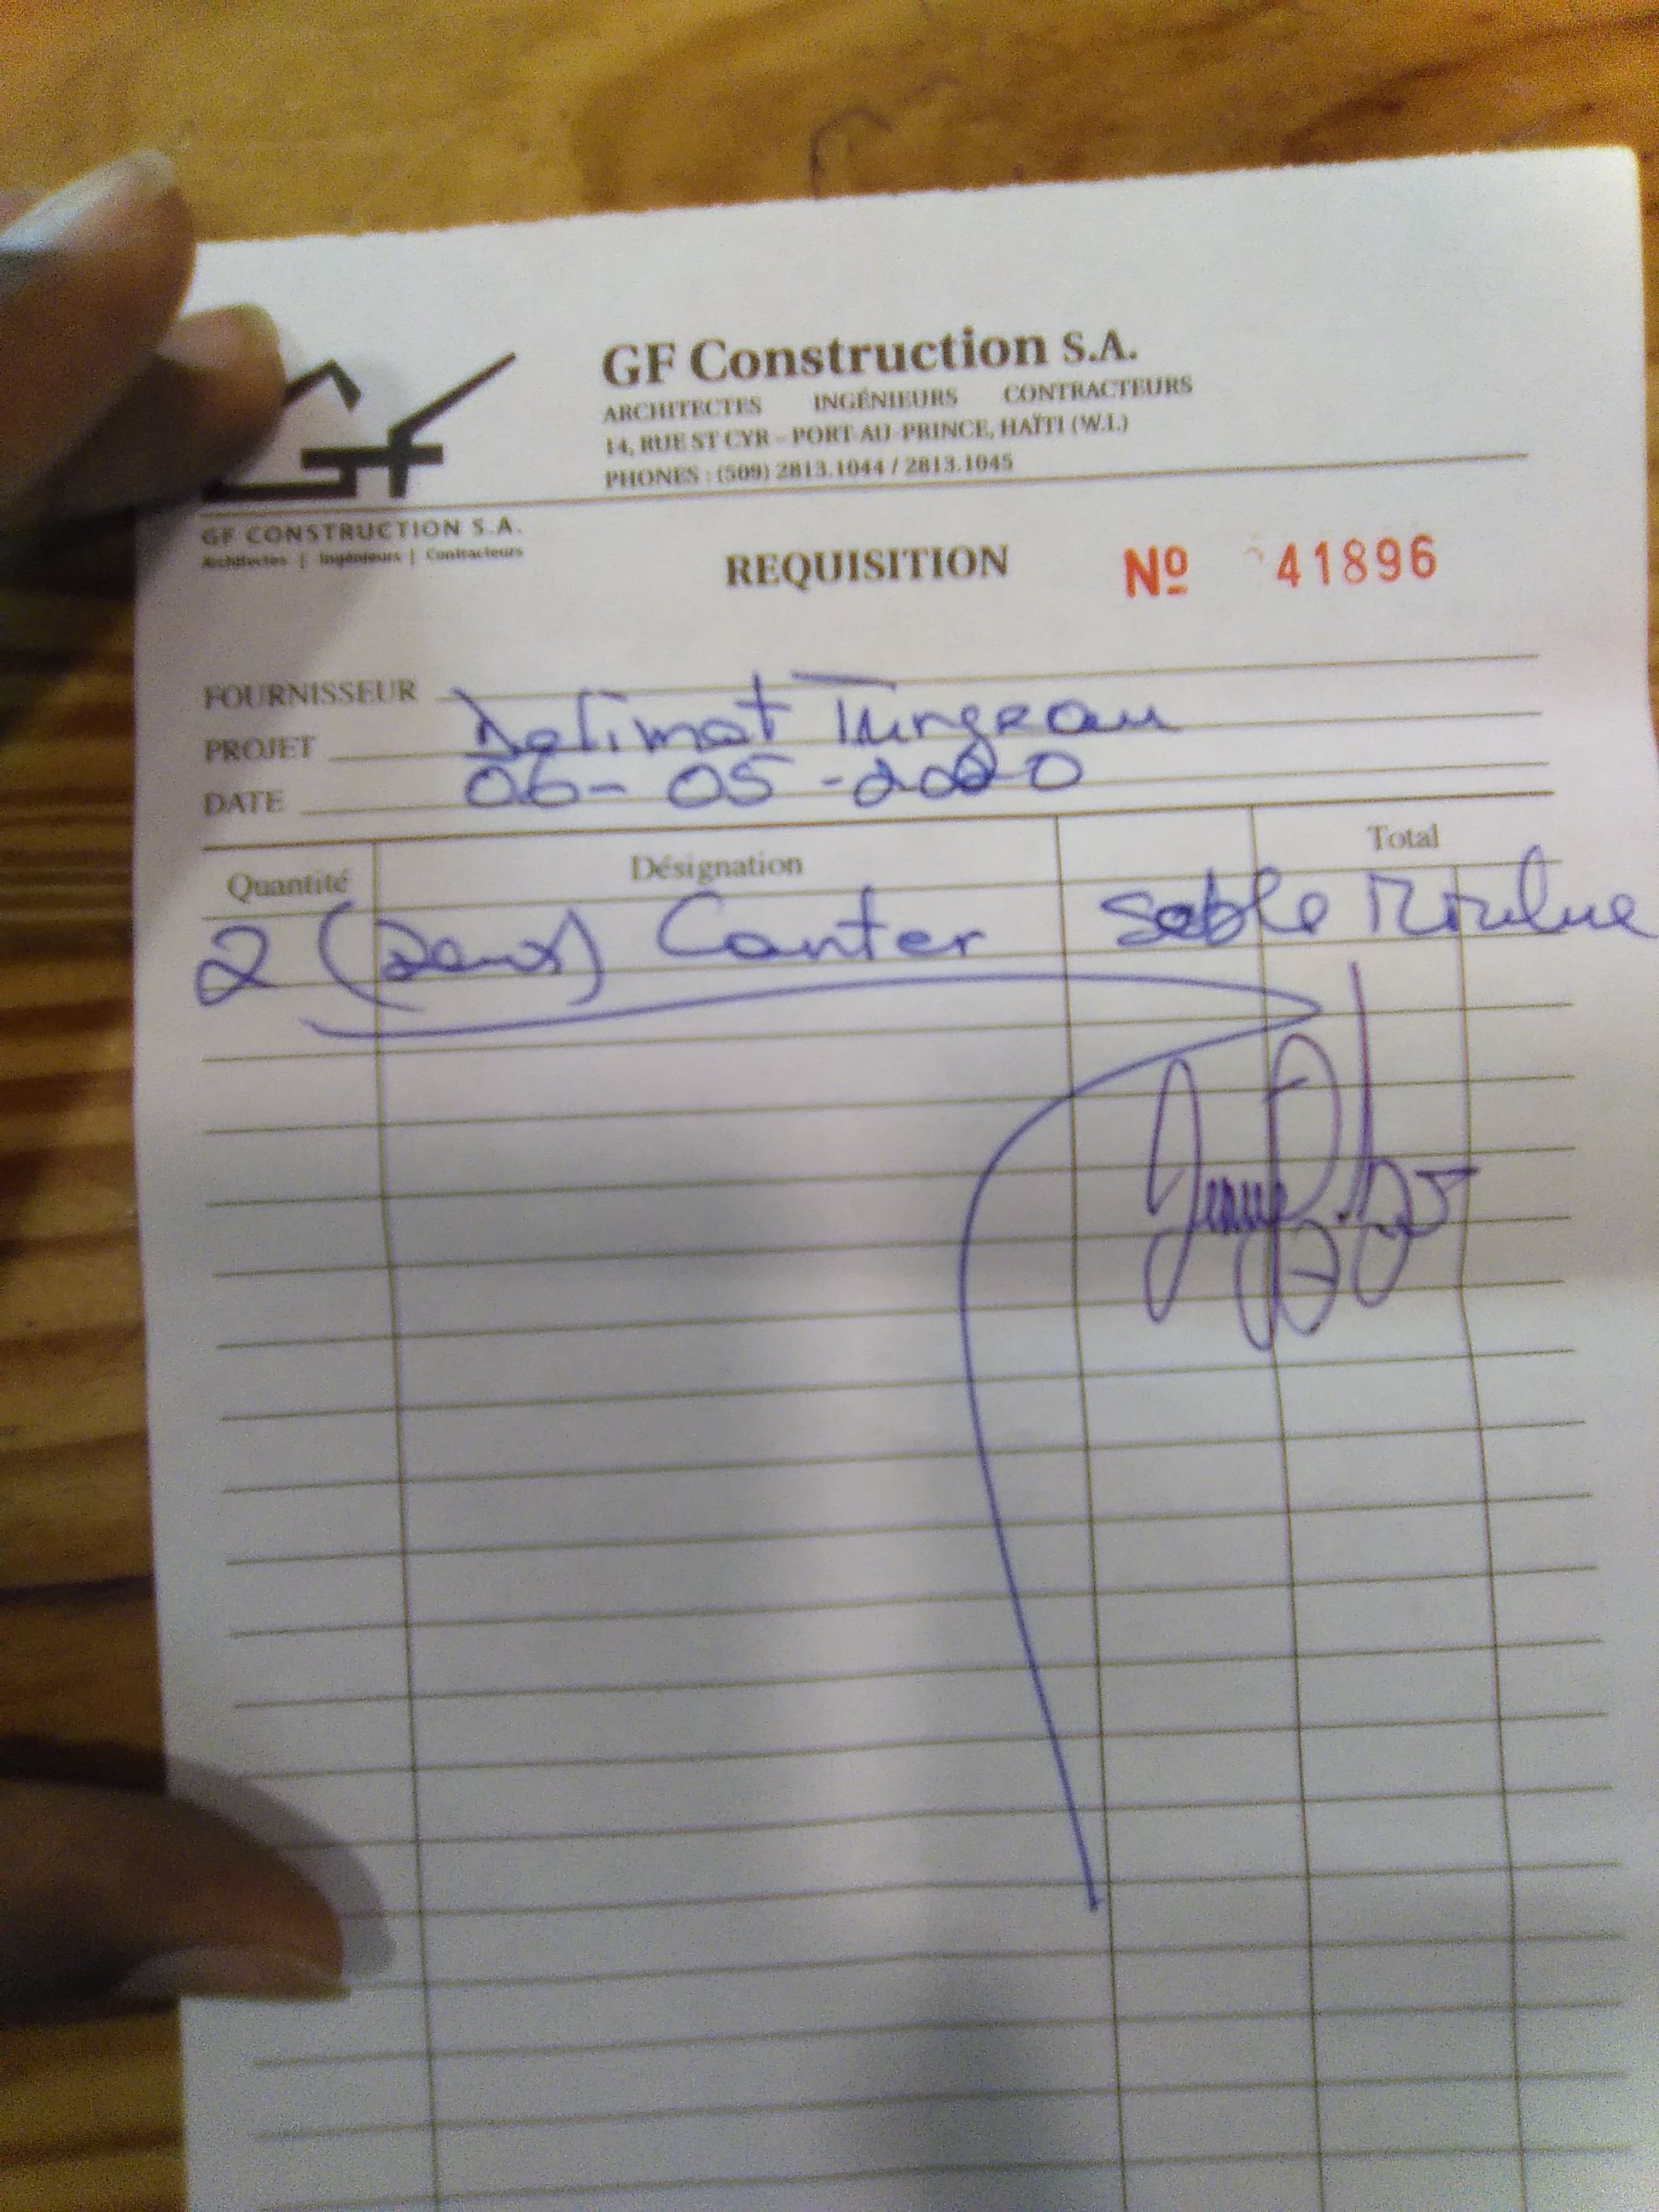 GF Construction S.A.
ARCHITECTES INGÉNIEURS CONTRACTEURS
14, RUE ST CYR - PORT-AU-PRINCE, HAÏTI (W.I.)
PHONES : (509) 2813.1044 / 2813.1045
GF CONSTRUCTION S.A.
Architectes | Ingénieurs | Contracteurs
REQUISITION Nº 41896
FOURNISSEUR
PROJET Delimat Turgeau
DATE 06-05-2020
Quantité Désignation Total
2 (Deux) Canter Sable